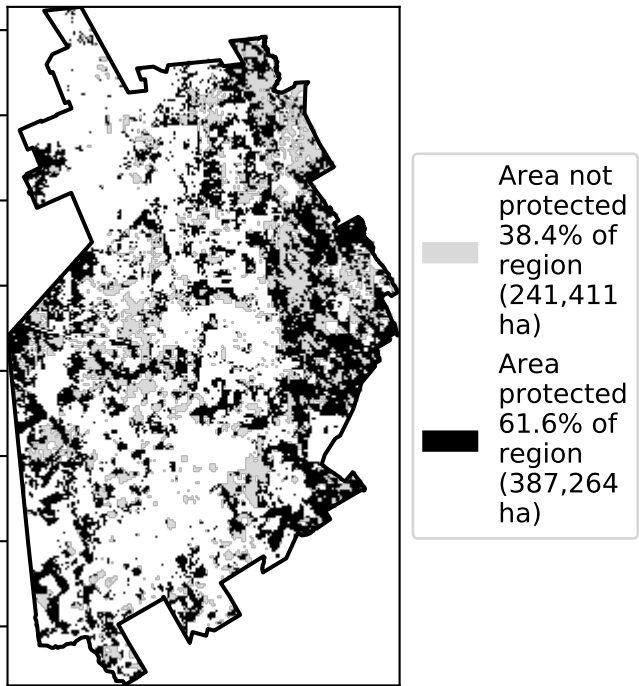 Area not
protected
38.4% of
region
(241,411
ha)
Area
protected
61.6% of
region
(387,264
ha)